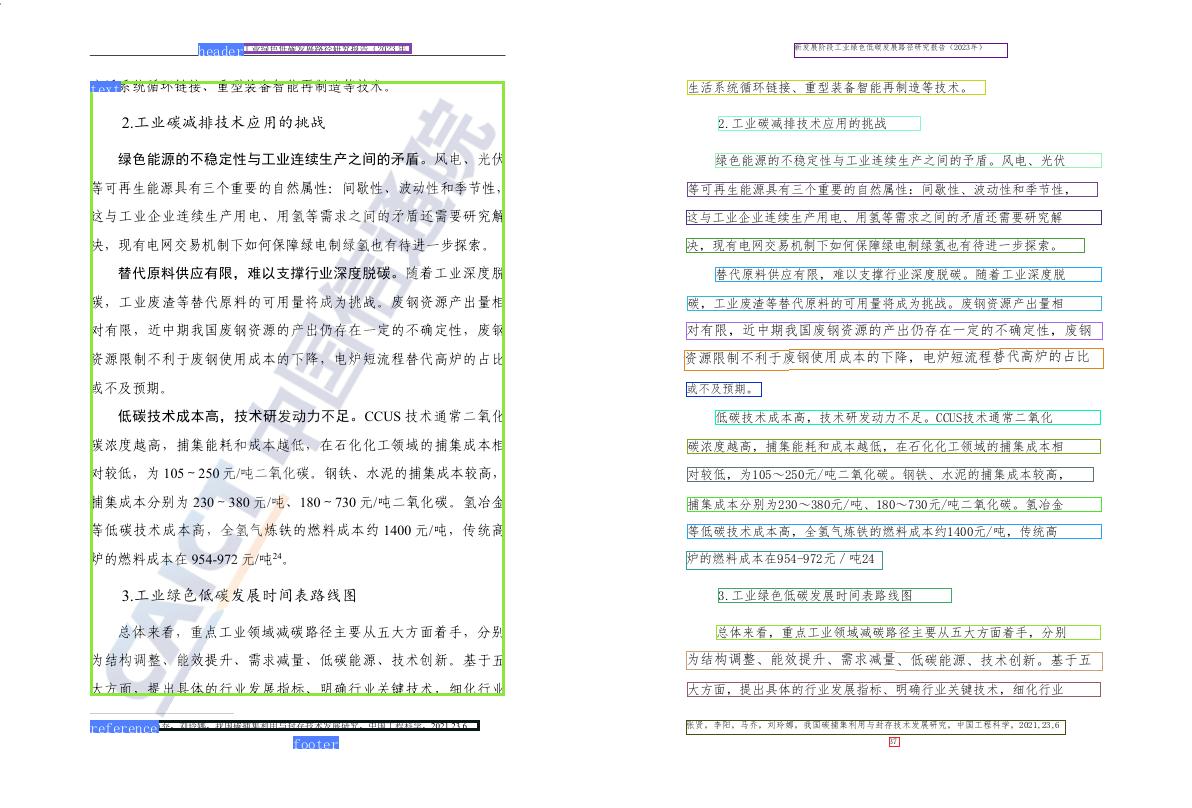 header 工业绿色低碳发展路径研究报告（2023年
text 生活系统循环链接、重型装备智能再制造等技术。
2.工业碳减排技术应用的挑战
绿色能源的不稳定性与工业连续生产之间的矛盾。风电、光伏
等可再生能源具有三个重要的自然属性：间歇性、波动性和季节性，
这与工业企业连续生产用电、用氢等需求之间的矛盾还需要研究解
决，现有电网交易机制下如何保障绿电制绿氢也有待进一步探索。
替代原料供应有限，难以支撑行业深度脱碳。随着工业深度脱
碳，工业废渣等替代原料的可用量将成为挑战。废钢资源产出量相
对有限，近中期我国废钢资源的产出仍存在一定的不确定性，废钢
资源限制不利于废钢使用成本的下降，电炉短流程替代高炉的占比
或不及预期。
低碳技术成本高，技术研发动力不足。CCUS 技术通常二氧化
碳浓度越高，捕集能耗和成本越低，在石化化工领域的捕集成本相
对较低，为 105～250 元/吨二氧化碳。钢铁、水泥的捕集成本较高，
捕集成本分别为 230～380 元/吨、180～730 元/吨二氧化碳。氢冶金
等低碳技术成本高，全氢气炼铁的燃料成本约 1400 元/吨，传统高
炉的燃料成本在 954-972 元/吨24。
3.工业绿色低碳发展时间表路线图
总体来看，重点工业领域减碳路径主要从五大方面着手，分别
为结构调整、能效提升、需求减量、低碳能源、技术创新。基于五
大方面，提出具体的行业发展指标、明确行业关键技术，细化行业
reference 乔，刘玲娜，我国碳捕集利用与封存技术发展研究，中国工程科学，2021,23,6
footer
CAICT 中国信通院
新发展阶段工业绿色低碳发展路径研究报告（2023年）
生活系统循环链接、重型装备智能再制造等技术。
2.工业碳减排技术应用的挑战
绿色能源的不稳定性与工业连续生产之间的矛盾。风电、光伏
等可再生能源具有三个重要的自然属性：间歇性、波动性和季节性，
这与工业企业连续生产用电、用氢等需求之间的矛盾还需要研究解
决，现有电网交易机制下如何保障绿电制绿氢也有待进一步探索。
替代原料供应有限，难以支撑行业深度脱碳。随着工业深度脱
碳，工业废渣等替代原料的可用量将成为挑战。废钢资源产出量相
对有限，近中期我国废钢资源的产出仍存在一定的不确定性，废钢
资源限制不利于废钢使用成本的下降，电炉短流程替代高炉的占比
或不及预期。
低碳技术成本高，技术研发动力不足。CCUS技术通常二氧化
碳浓度越高，捕集能耗和成本越低，在石化化工领域的捕集成本相
对较低，为105～250元/吨二氧化碳。钢铁、水泥的捕集成本较高，
捕集成本分别为230～380元/吨、180～730元/吨二氧化碳。氢冶金
等低碳技术成本高，全氢气炼铁的燃料成本约1400元/吨，传统高
炉的燃料成本在954-972元／吨24
3.工业绿色低碳发展时间表路线图
总体来看，重点工业领域减碳路径主要从五大方面着手，分别
为结构调整、能效提升、需求减量、低碳能源、技术创新。基于五
大方面，提出具体的行业发展指标、明确行业关键技术，细化行业
张贤，李阳，马乔，刘玲娜，我国碳捕集利用与封存技术发展研究，中国工程科学，2021,23,6
67